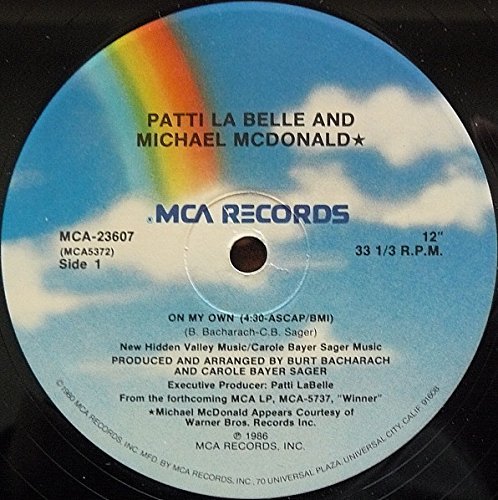 PATTI LA BELLE AND
MICHAEL MCDONALD★
.MCA RECORDS
MCA-23607
(MCA5372)
Side 1
12"
33 1/3 R.P.M.
ON MY OWN (4:30-ASCAP/BMI)
(B. Bacharach-C.B. Sager)
New Hidden Valley Music/Carole Bayer Sager Music
PRODUCED AND ARRANGED BY BURT BACHARACH
AND CAROLE BAYER SAGER
Executive Producer: Patti LaBelle
From the forthcoming MCA LP, MCA-5737, "Winner"
★Michael McDonald Appears Courtesy of
Warner Bros. Records Inc.
℗ 1986
MCA RECORDS, INC.
©1980 MCA RECORDS, INC. MFD. BY MCA RECORDS, INC., 70 UNIVERSAL PLAZA, UNIVERSAL CITY, CALIF. 91608